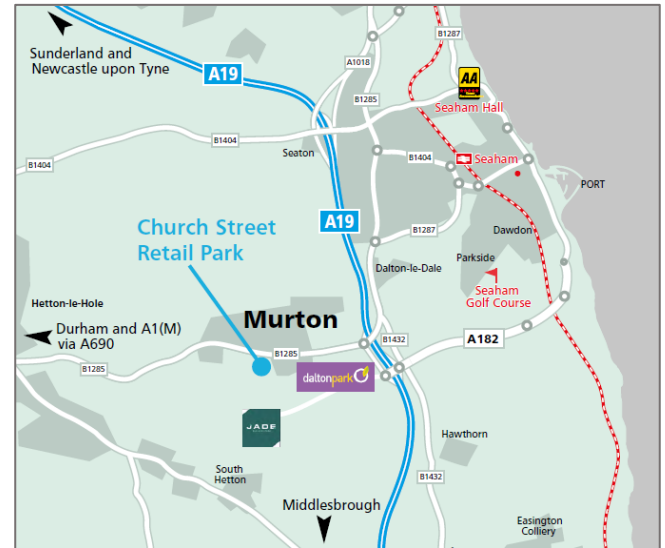 B1287
Sunderland and
Newcastle upon Tyne
A19
A1018
B1285
AA
Seaham Hall
B1404
Seaton
B1404
Seaham
B1404
PORT
A19
Church Street
Retail Park
B1287
Dawdon
Dalton-le-Dale
Parkside
Seaham
Golf Course
Hetton-le-Hole
Murton
Durham and A1(M)
via A690
B1432
A182
B1285
B1285
daltonpark
JADE
Hawthorn
South
Hetton
B1432
Middlesbrough
Easington
Colliery